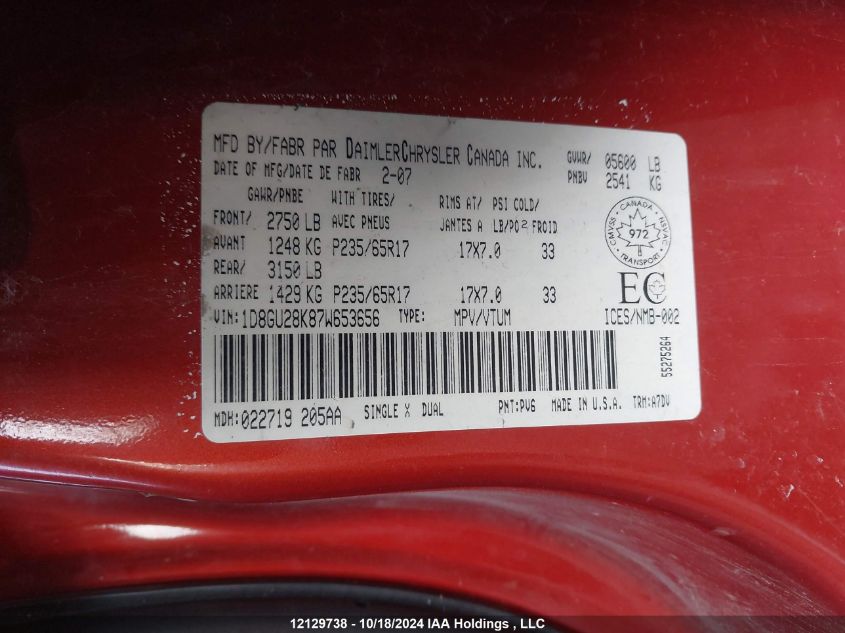 MFD BY/FABR PAR DAIMLERCHRYSLER CANADA INC. GVWR/ 05600 LB
DATE OF MFG/DATE DE FABR 2-07 PNBV 2541 KG
GAWR/PNBE WITH TIRES/ RIMS AT/ PSI COLD/
FRONT/ 2750 LB AVEC PNEUS JANTES A LB/PO² FROID
AVANT 1248 KG P235/65R17 17X7.0 33
REAR/ 3150 LB
ARRIERE 1429 KG P235/65R17 17X7.0 33
CANADA
CMVSS 972 NSVAC
TRANSPORT
EC
VIN:1D8GU28K87W653656 TYPE: MPV/VTUM ICES/NMB-002
55275264
MDH:022719 205AA SINGLE X DUAL PNT:PV6 MADE IN U.S.A. TRM:A7DV
12129738 - 10/18/2024 IAA Holdings, LLC